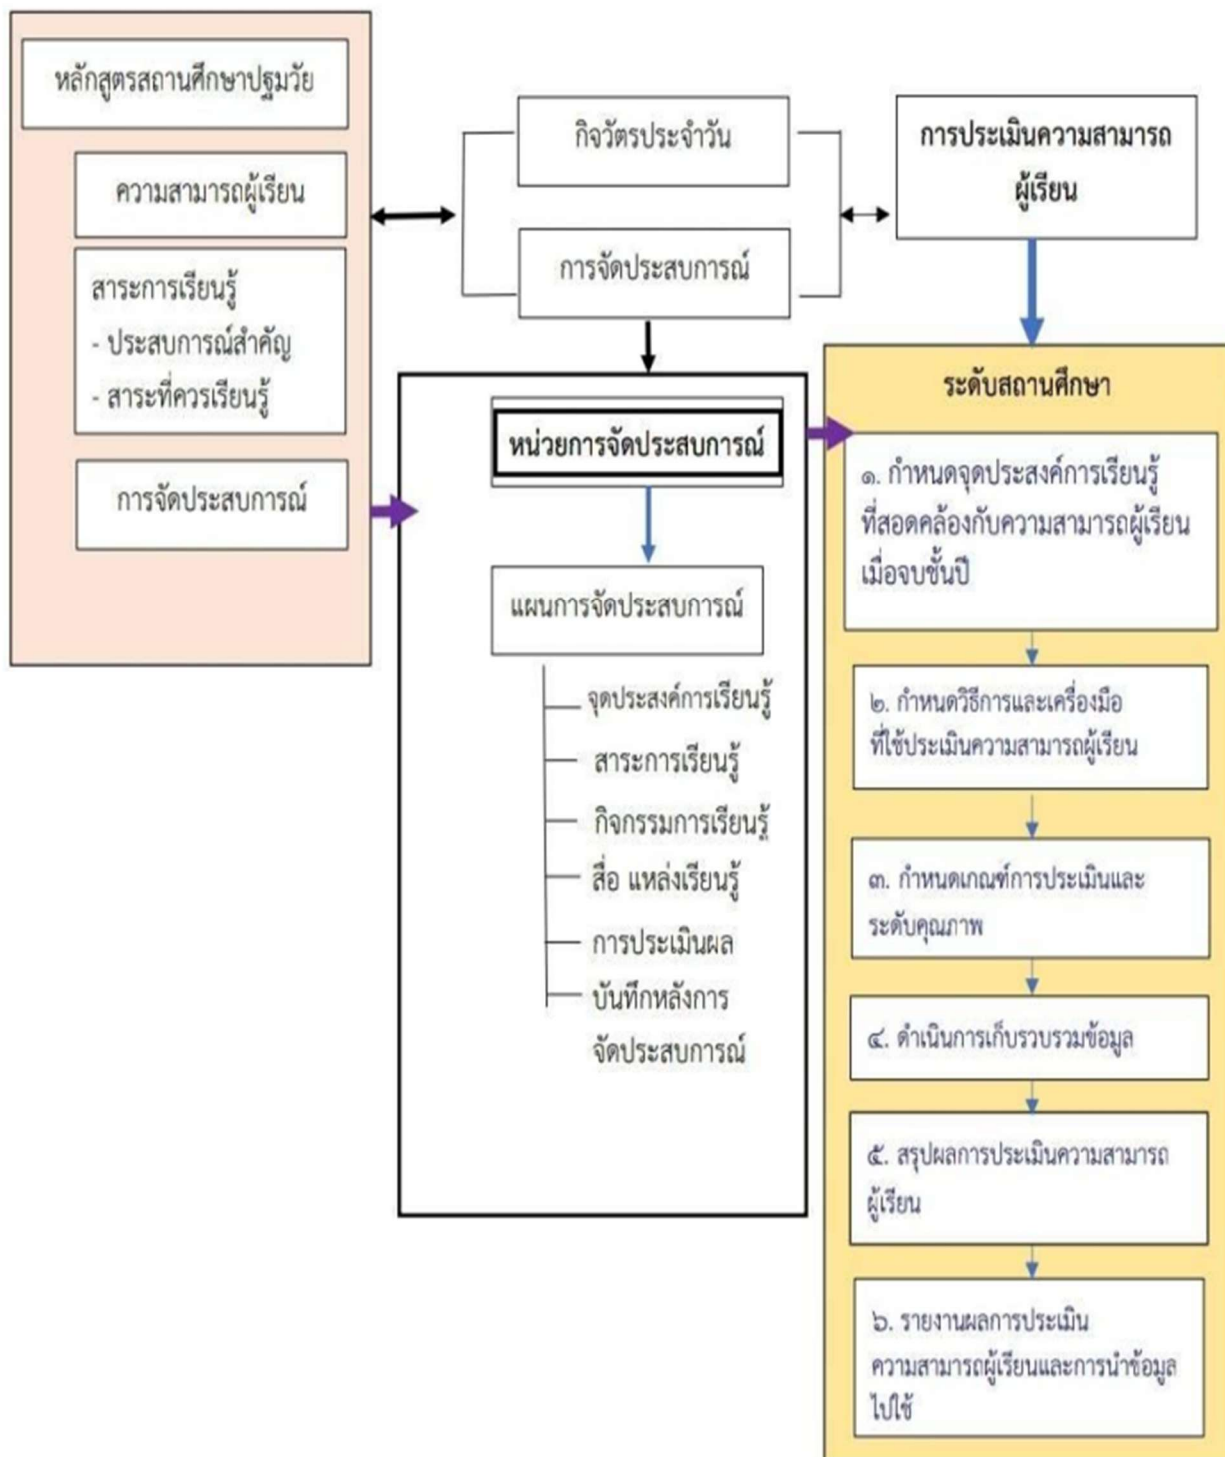 หลักสูตรสถานศึกษาปฐมวัย
ความสามารถผู้เรียน
สาระการเรียนรู้
- ประสบการณ์สำคัญ
- สาระที่ควรเรียนรู้
การจัดประสบการณ์
กิจวัตรประจำวัน
การจัดประสบการณ์
หน่วยการจัดประสบการณ์
แผนการจัดประสบการณ์
จุดประสงค์การเรียนรู้
สาระการเรียนรู้
กิจกรรมการเรียนรู้
สื่อ แหล่งเรียนรู้
การประเมินผล
บันทึกหลังการ
จัดประสบการณ์
การประเมินความสามารถ
ผู้เรียน
ระดับสถานศึกษา
๑. กำหนดจุดประสงค์การเรียนรู้
ที่สอดคล้องกับความสามารถผู้เรียน
เมื่อจบชั้นปี
๒. กำหนดวิธีการและเครื่องมือ
ที่ใช้ประเมินความสามารถผู้เรียน
๓. กำหนดเกณฑ์การประเมินและ
ระดับคุณภาพ
๔. ดำเนินการเก็บรวบรวมข้อมูล
๕. สรุปผลการประเมินความสามารถ
ผู้เรียน
๖. รายงานผลการประเมิน
ความสามารถผู้เรียนและการนำข้อมูล
ไปใช้